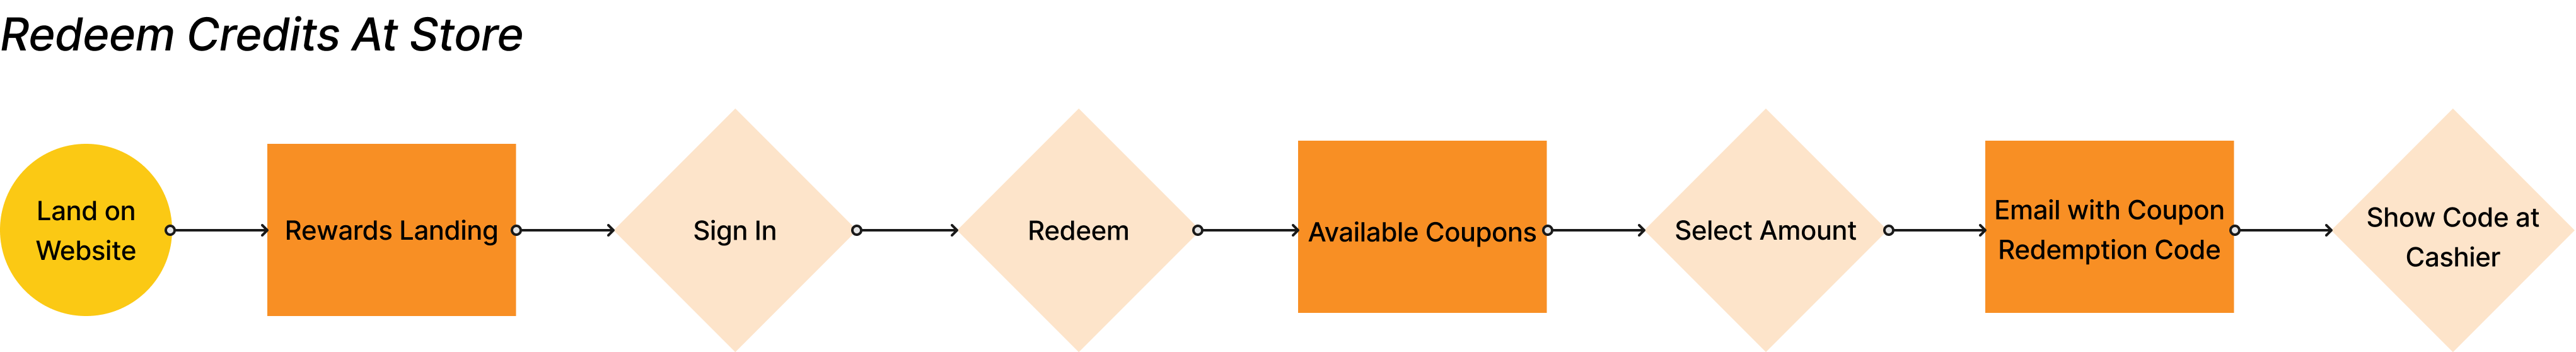 Redeem Credits At Store
Land on
Website
Rewards Landing
Sign In
Redeem
Available Coupons
Select Amount
Email with Coupon
Redemption Code
Show Code at
Cashier